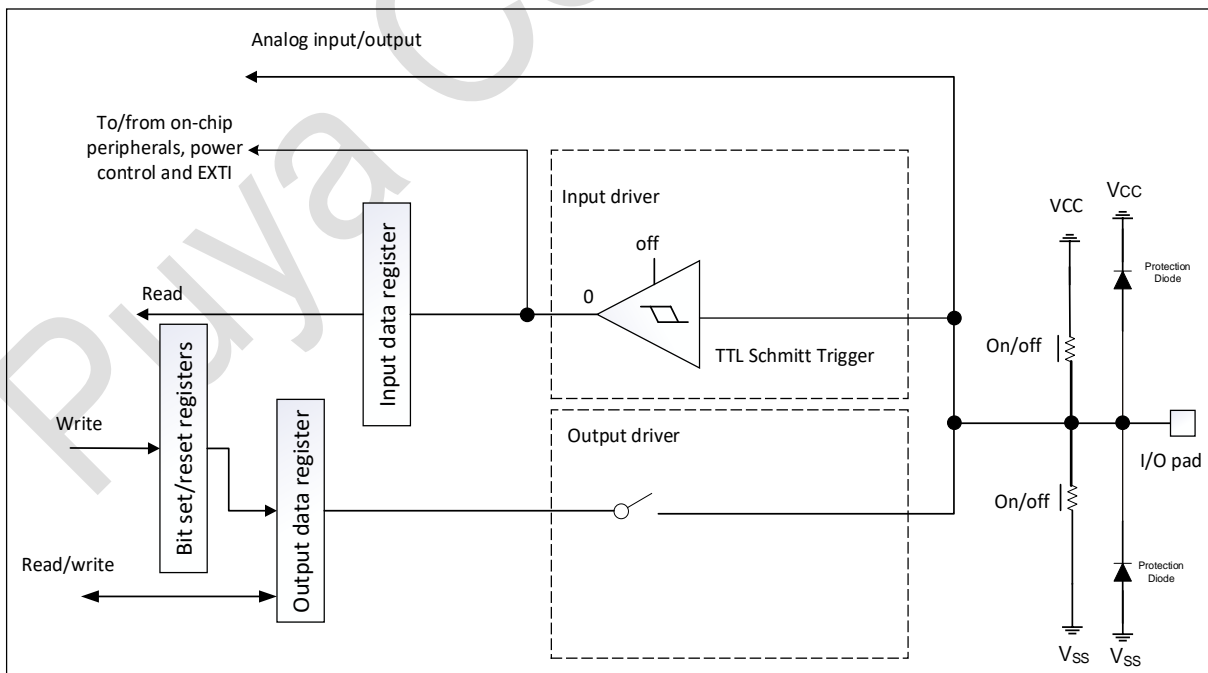 Analog input/output
To/from on-chip
peripherals, power
control and EXTI
Input driver
off
0
TTL Schmitt Trigger
Read
Input data register
Bit set/reset registers
Write
Output data register
Read/write
Output driver
VCC
VCC
Protection
Diode
On/off
I/O pad
On/off
Protection
Diode
VSS
VSS
Puya Co